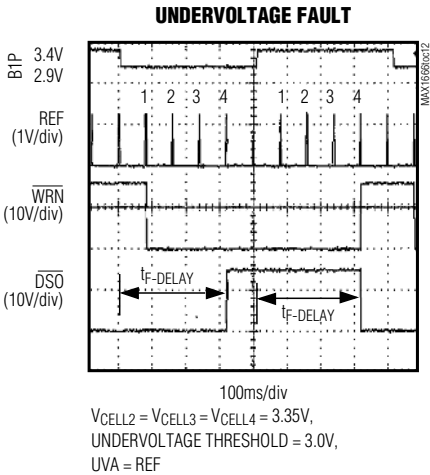 UNDERVOLTAGE FAULT
B1P
3.4V
2.9V
MAX1666toc12
1 2 3 4 1 2 3 4
REF
(1V/div)
WRN
(10V/div)
DSO
(10V/div)
tF-DELAY
tF-DELAY
100ms/div
VCELL2 = VCELL3 = VCELL4 = 3.35V,
UNDERVOLTAGE THRESHOLD = 3.0V,
UVA = REF